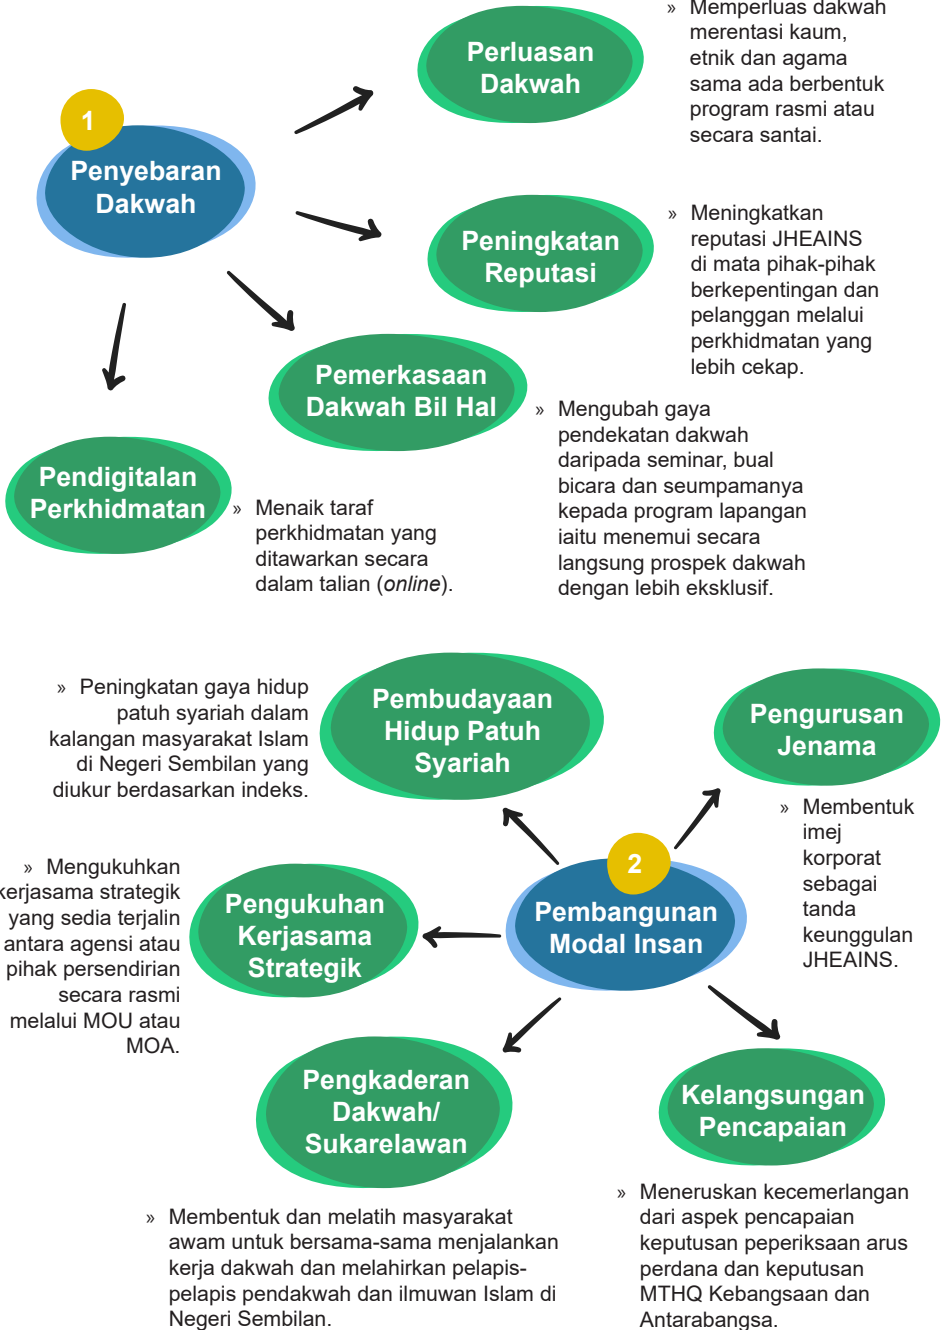 1
Penyebaran
Dakwah
Perluasan
Dakwah
» Memperluas dakwah
merentasi kaum,
etnik dan agama
sama ada berbentuk
program rasmi atau
secara santai.
Peningkatan
Reputasi
» Meningkatkan
reputasi JHEAINS
di mata pihak-pihak
berkepentingan dan
pelanggan melalui
perkhidmatan yang
lebih cekap.
Pemerkasaan
Dakwah Bil Hal
» Mengubah gaya
pendekatan dakwah
daripada seminar, bual
bicara dan seumpamanya
kepada program lapangan
iaitu menemui secara
langsung prospek dakwah
dengan lebih eksklusif.
Pendigitalan
Perkhidmatan
» Menaik taraf
perkhidmatan yang
ditawarkan secara
dalam talian (online).
2
Pembangunan
Modal Insan
Pembudayaan
Hidup Patuh
Syariah
» Peningkatan gaya hidup
patuh syariah dalam
kalangan masyarakat Islam
di Negeri Sembilan yang
diukur berdasarkan indeks.
Pengurusan
Jenama
» Membentuk
imej
korporat
sebagai
tanda
keunggulan
JHEAINS.
Pengukuhan
Kerjasama
Strategik
» Mengukuhkan
kerjasama strategik
yang sedia terjalin
antara agensi atau
pihak persendirian
secara rasmi
melalui MOU atau
MOA.
Pengkaderan
Dakwah/
Sukarelawan
» Membentuk dan melatih masyarakat
awam untuk bersama-sama menjalankan
kerja dakwah dan melahirkan pelapis-
pelapis pendakwah dan ilmuwan Islam di
Negeri Sembilan.
Kelangsungan
Pencapaian
» Meneruskan kecemerlangan
dari aspek pencapaian
keputusan peperiksaan arus
perdana dan keputusan
MTHQ Kebangsaan dan
Antarabangsa.